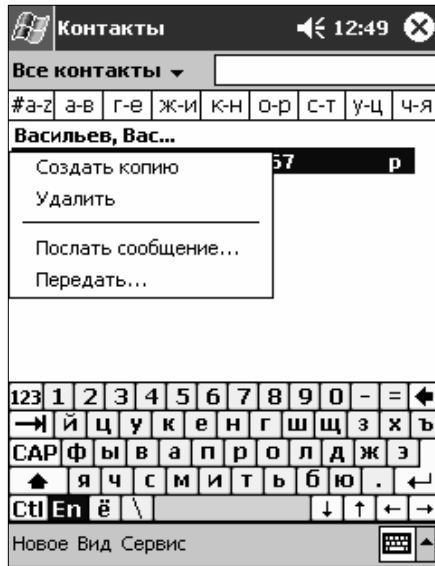 Контакты 12:49
Все контакты
#a-z а-в г-е ж-и к-н о-р с-т у-ц ч-я
Васильев, Вас...
57 р
Создать копию
Удалить
Послать сообщение...
Передать...
123 1 2 3 4 5 6 7 8 9 0 - =
й ц у к е н г ш щ з х ъ
CAP ф ы в а п р о л д ж э
я ч с м и т ь б ю .
Ctl En ё \ ↓ ↑ ← →
Новое Вид Сервис